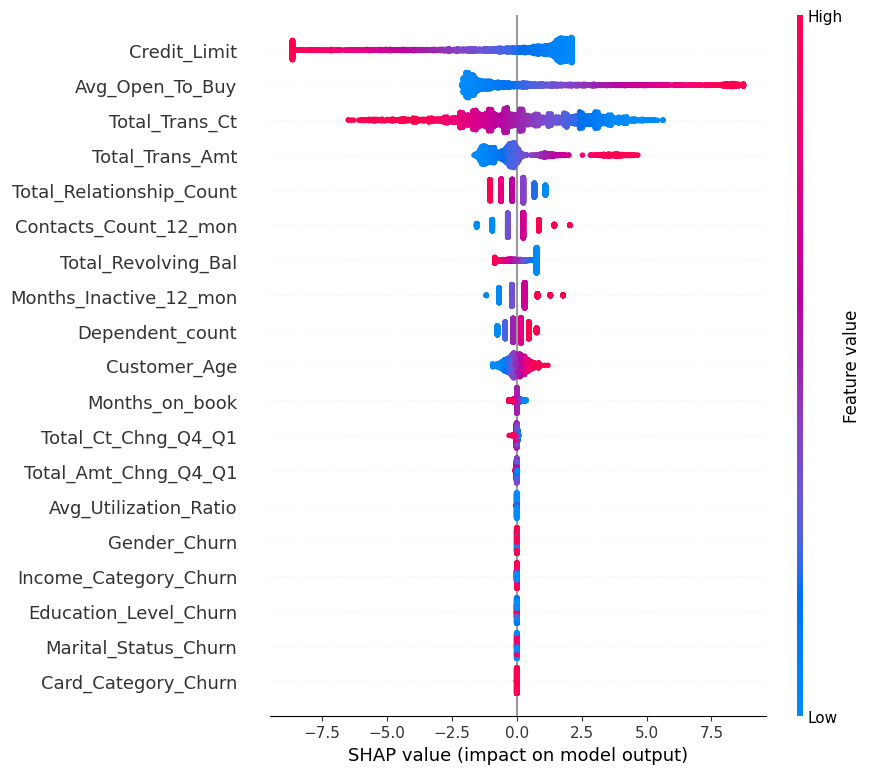 High
Credit_Limit
Avg_Open_To_Buy
Total_Trans_Ct
Total_Trans_Amt
Total_Relationship_Count
Contacts_Count_12_mon
Total_Revolving_Bal
Months_Inactive_12_mon
Dependent_count
Customer_Age
Months_on_book
Total_Ct_Chng_Q4_Q1
Total_Amt_Chng_Q4_Q1
Avg_Utilization_Ratio
Gender_Churn
Income_Category_Churn
Education_Level_Churn
Marital_Status_Churn
Card_Category_Churn
Feature value
Low
−7.5 −5.0 −2.5 0.0 2.5 5.0 7.5
SHAP value (impact on model output)